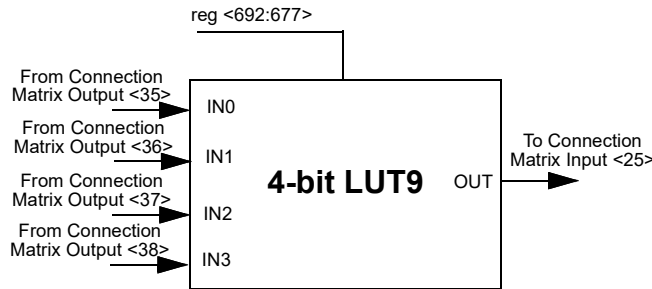 reg <692:677>
From Connection
Matrix Output <35>
IN0
From Connection
Matrix Output <36>
IN1
From Connection
Matrix Output <37>
IN2
From Connection
Matrix Output <38>
IN3
4-bit LUT9
OUT
To Connection
Matrix Input <25>